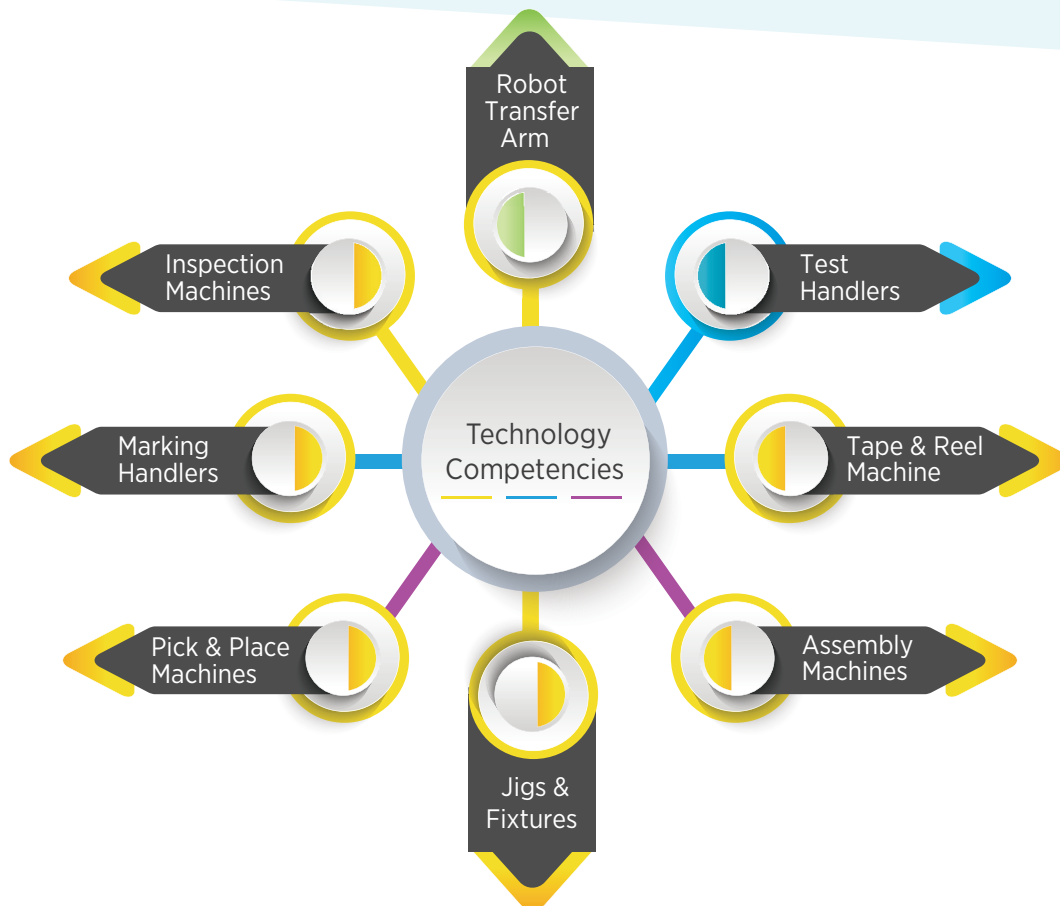 Robot
Transfer
Arm
Inspection
Machines
Test
Handlers
Marking
Handlers
Technology
Competencies
Tape & Reel
Machine
Pick & Place
Machines
Assembly
Machines
Jigs &
Fixtures